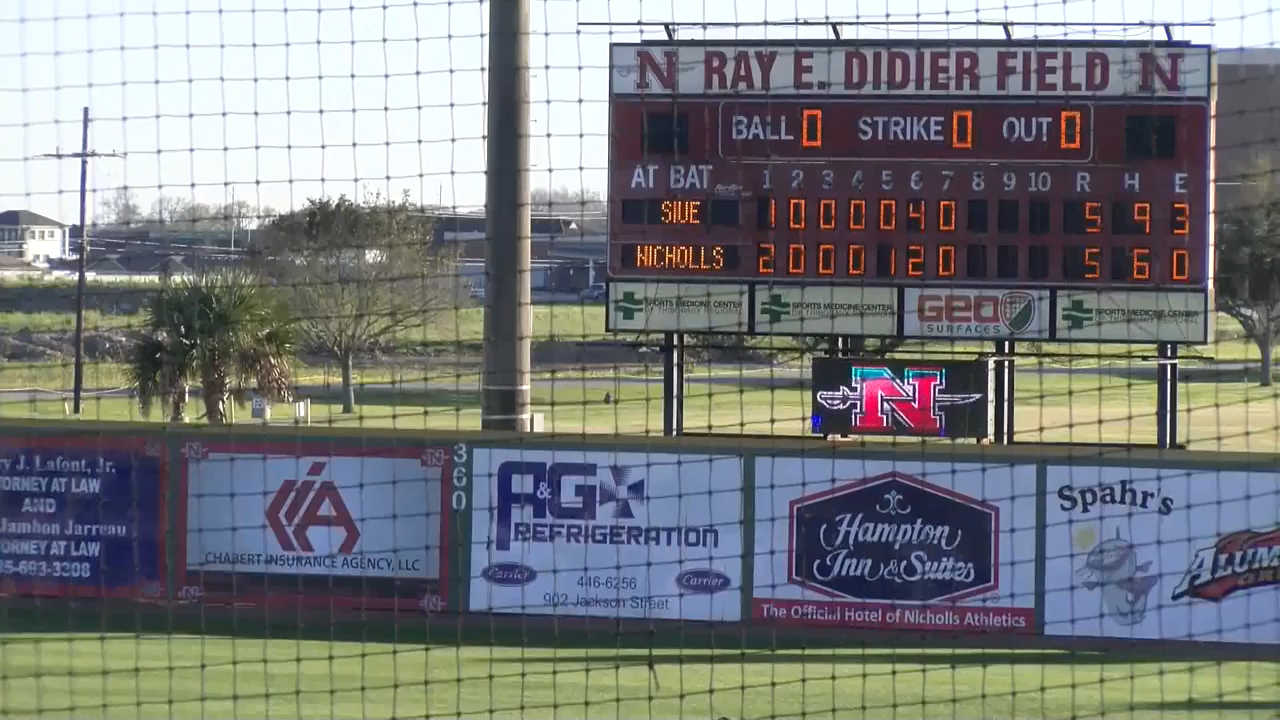 N RAY E. DIDIER FIELD N
BALL 0 STRIKE 0 OUT 0
AT BAT 1 2 3 4 5 6 7 8 9 10 R H E
SIUE 1 0 0 0 0 4 0 5 9 3
NICHOLLS 2 0 0 0 1 2 0 5 6 0
SPORTS MEDICINE CENTER
SPORTS MEDICINE CENTER
GEO
SURFACES
SPORTS MEDICINE CENTER
N
y J. Lafont, Jr.
TORNEY AT LAW
AND
Jambon Jarreau
ORNEY AT LAW
5-693-3308
N N
CIA
CHABERT INSURANCE AGENCY, LLC
N N
360
A&G
REFRIGERATION
Carrier 446-6256 Carrier
902 Jackson Street
Hampton
Inn & Suites
The Official Hotel of Nicholls Athletics
Spahr's